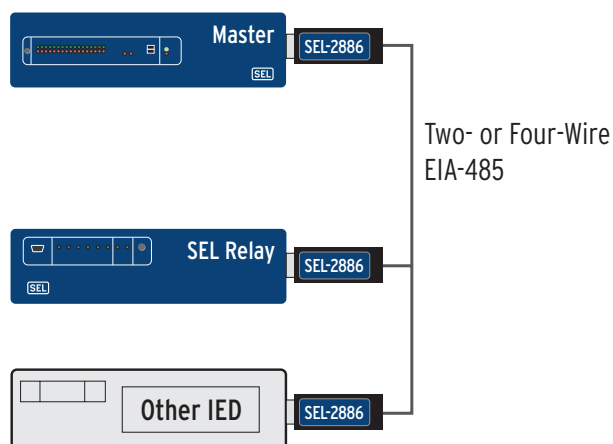 Master
SEL-2886
SEL
Two- or Four-Wire
EIA-485
SEL Relay
SEL-2886
SEL
Other IED
SEL-2886